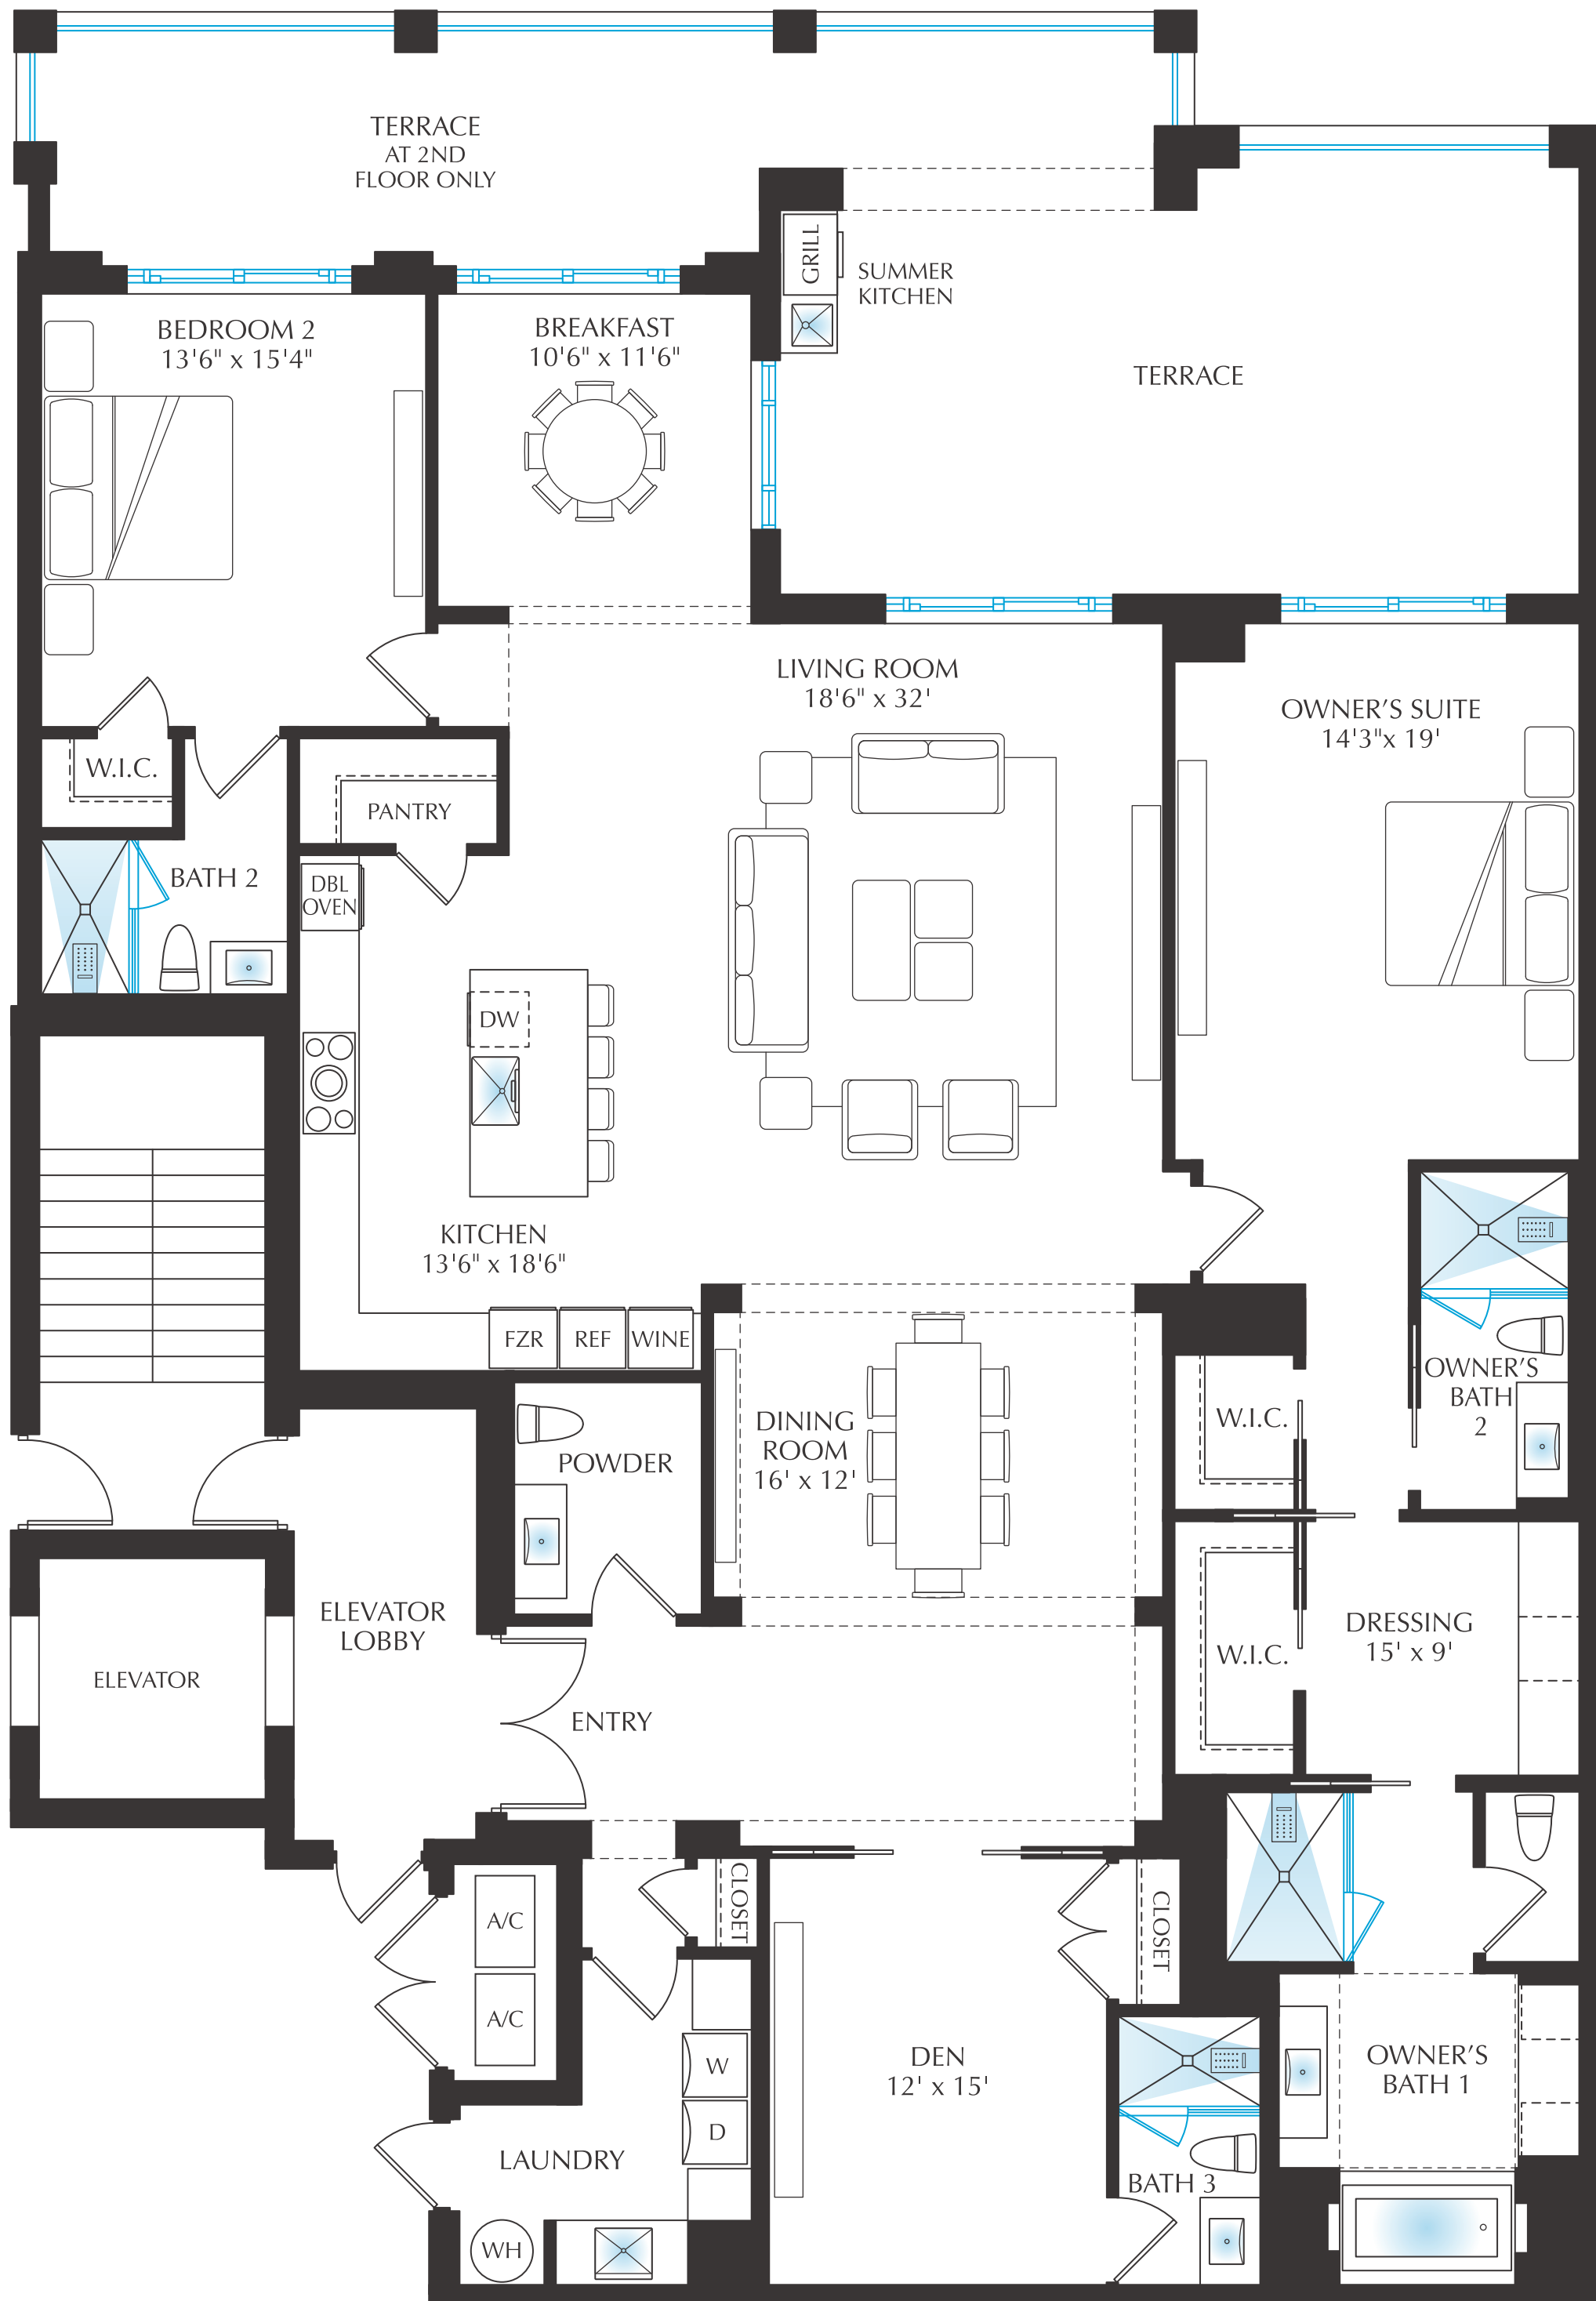 TERRACE
AT 2ND
FLOOR ONLY
GRILL
SUMMER
KITCHEN
BEDROOM 2
13'6" x 15'4"
BREAKFAST
10'6" x 11'6"
TERRACE
LIVING ROOM
18'6" x 32'
OWNER'S SUITE
14'3"x 19'
W.I.C.
PANTRY
BATH 2
DBL
OVEN
DW
KITCHEN
13'6" x 18'6"
FZR
REF
WINE
OWNER'S
BATH
2
W.I.C.
DINING
ROOM
16' x 12'
POWDER
ELEVATOR
LOBBY
ELEVATOR
ENTRY
DRESSING
15' x 9'
W.I.C.
CLOSET
CLOSET
A/C
A/C
W
D
DEN
12' x 15'
OWNER'S
BATH 1
LAUNDRY
BATH 3
WH